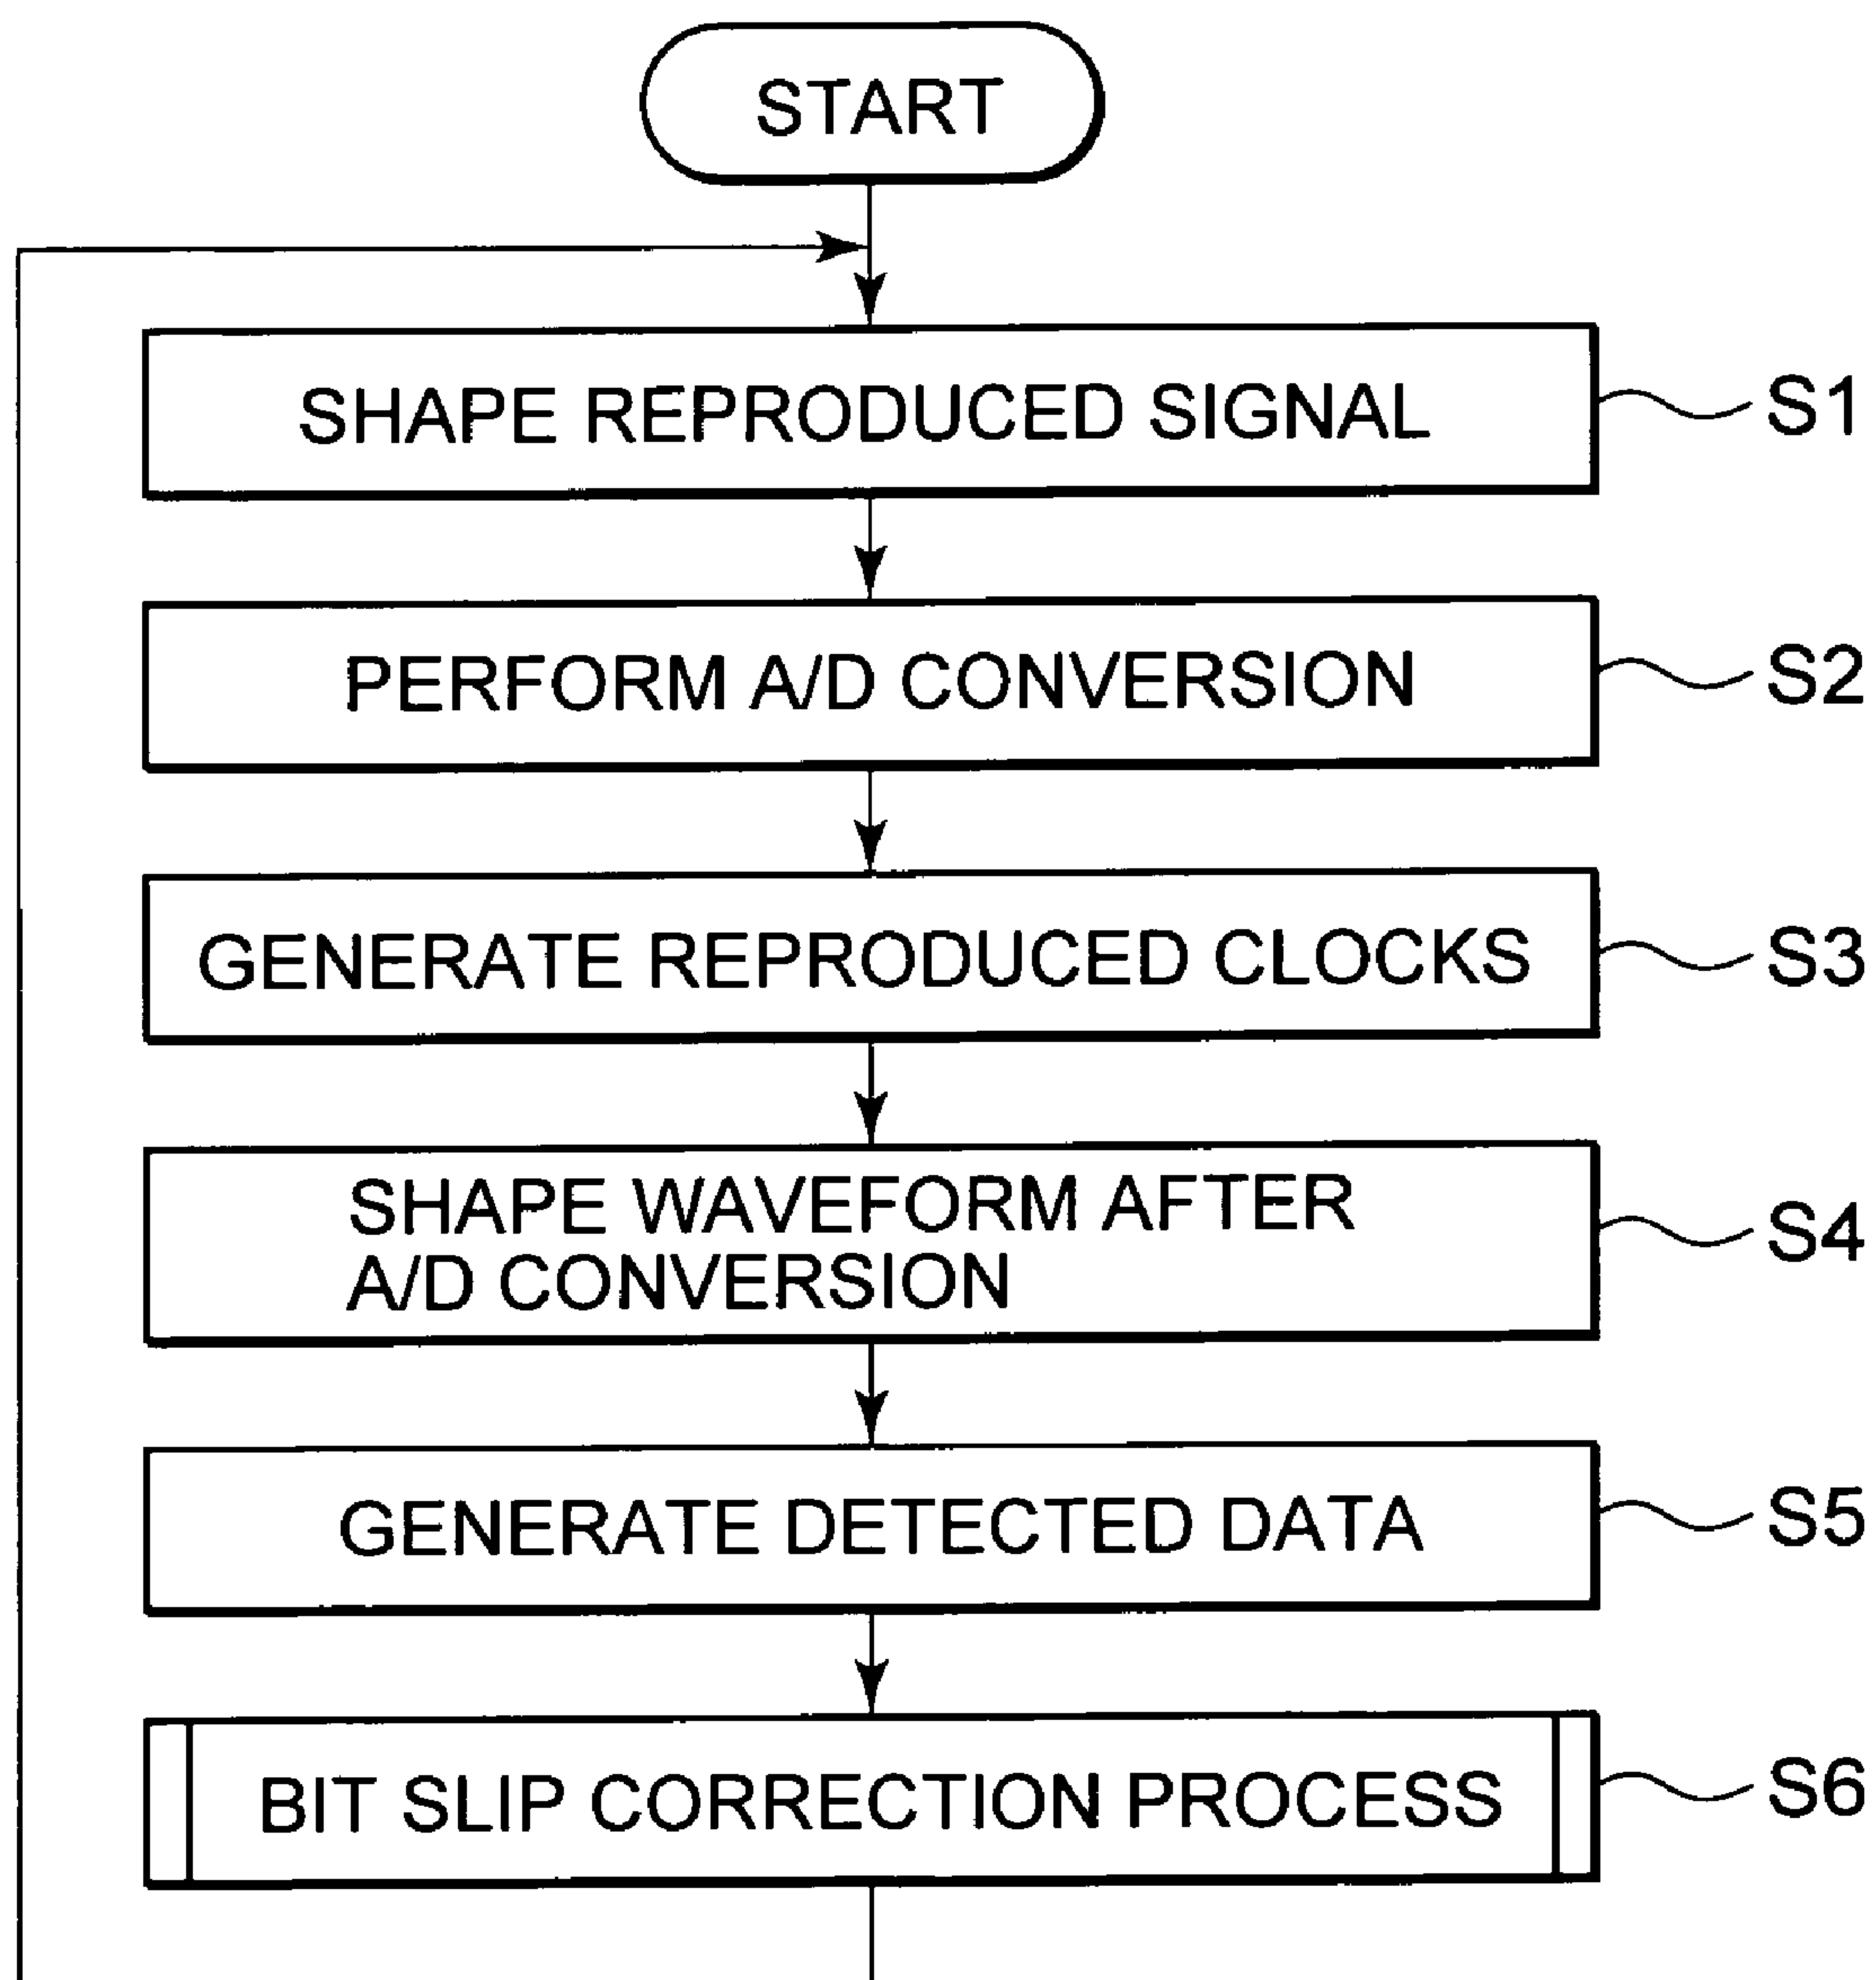 START
SHAPE REPRODUCED SIGNAL
S1
PERFORM A/D CONVERSION
S2
GENERATE REPRODUCED CLOCKS
S3
SHAPE WAVEFORM AFTER
A/D CONVERSION
S4
GENERATE DETECTED DATA
S5
BIT SLIP CORRECTION PROCESS
S6